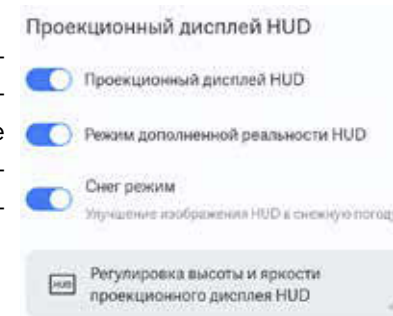 Проекционный дисплей HUD
Проекционный дисплей HUD
е
Режим дополненной реальности HUD
Снег режим
Улучшение изображения HUD в снежную погоду
HUD
Регулировка высоты и яркости
проекционного дисплея HUD